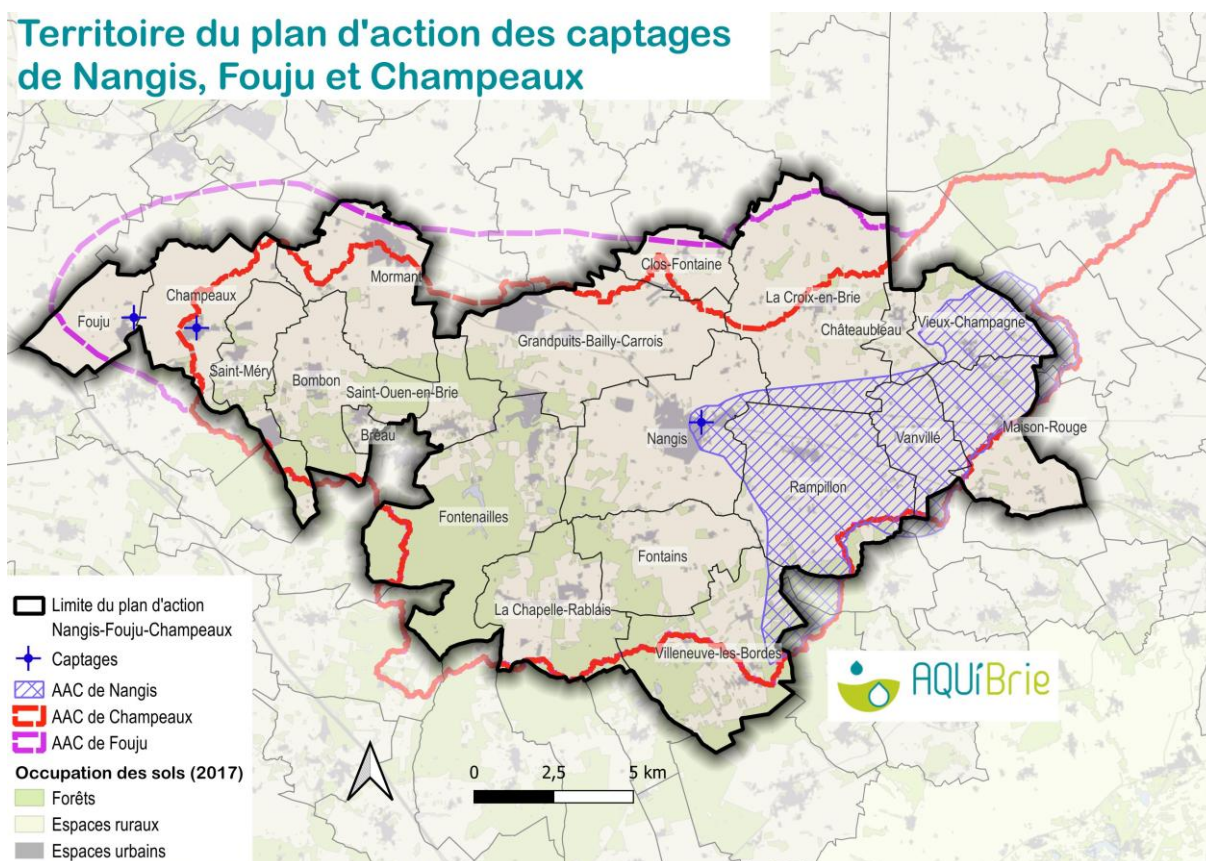 Territoire du plan d'action des captages
de Nangis, Fouju et Champeaux
Clos-Fontaine
Mormant
Champeaux
La Croix-en-Brie
Fouju
Châteaubleau
Vieux-Champagne
Grandpuits-Bailly-Carrois
Saint-Méry
Bombon
Saint-Ouen-en-Brie
Bréau
Nangis
Vanvillé
Maison-Rouge
Rampillon
Fontenailles
Fontains
La Chapelle-Rablais
Villeneuve-les-Bordes
Limite du plan d'action
Nangis-Fouju-Champeaux
Captages
AAC de Nangis
AAC de Champeaux
AAC de Fouju
Occupation des sols (2017)
Forêts
Espaces ruraux
Espaces urbains
0 2,5 5 km
AQUiBrie